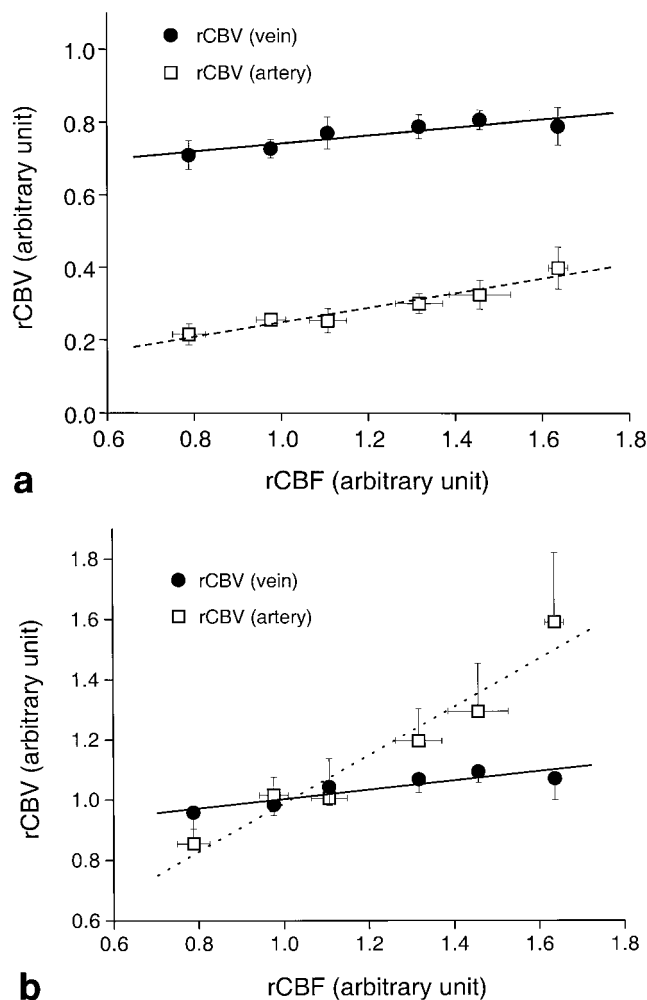 rCBV (vein)
rCBV (artery)
1.0
0.8
0.6
0.4
0.2
0.0
rCBV (arbitrary unit)
0.6 0.8 1.0 1.2 1.4 1.6 1.8
rCBF (arbitrary unit)
a
rCBV (vein)
rCBV (artery)
1.8
1.6
1.4
1.2
1.0
0.8
0.6
rCBV (arbitrary unit)
0.6 0.8 1.0 1.2 1.4 1.6 1.8
rCBF (arbitrary unit)
b